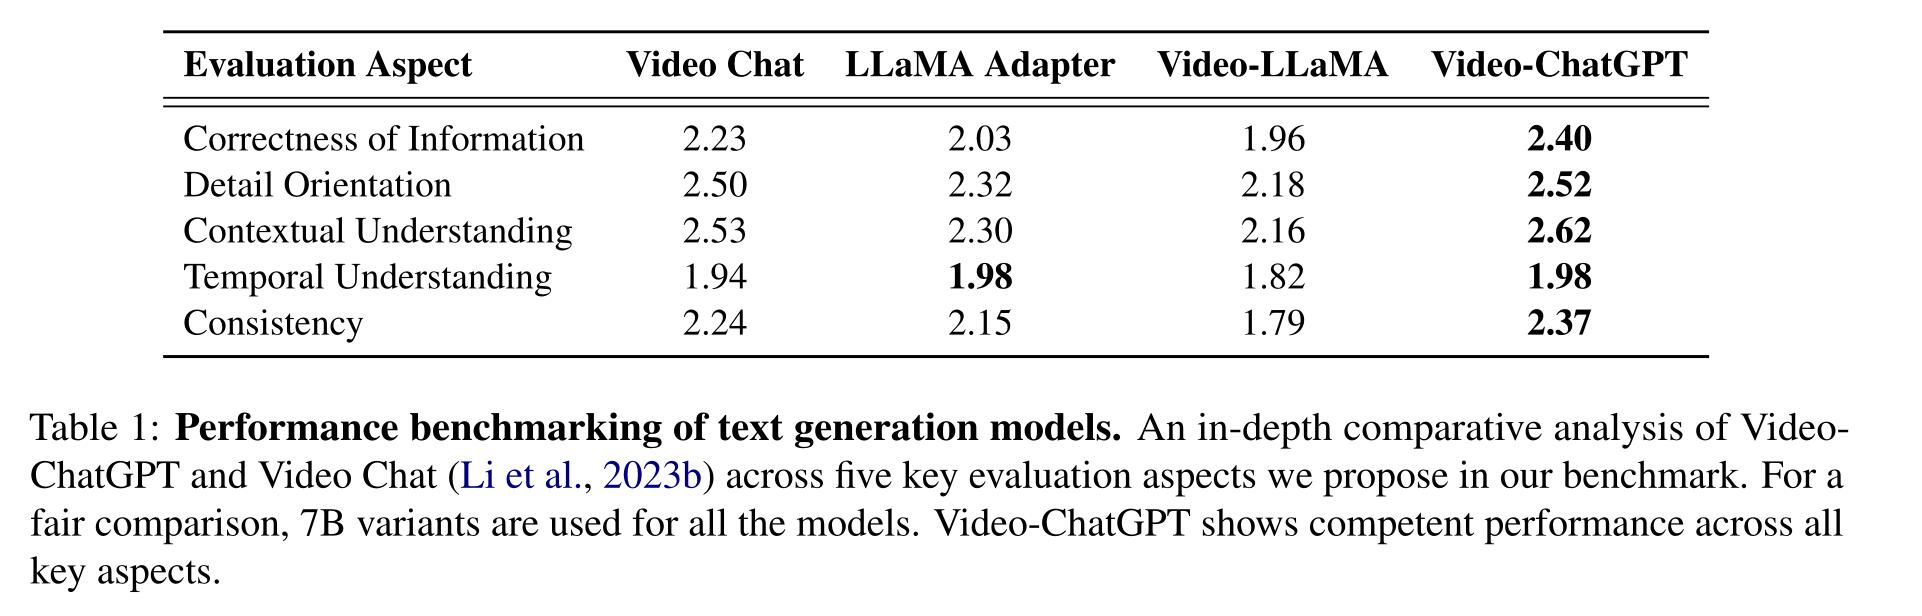 Evaluation Aspect Video Chat LLaMA Adapter Video-LLaMA Video-ChatGPT
Correctness of Information 2.23 2.03 1.96 2.40
Detail Orientation 2.50 2.32 2.18 2.52
Contextual Understanding 2.53 2.30 2.16 2.62
Temporal Understanding 1.94 1.98 1.82 1.98
Consistency 2.24 2.15 1.79 2.37
Table 1: Performance benchmarking of text generation models. An in-depth comparative analysis of Video-
ChatGPT and Video Chat (Li et al., 2023b) across five key evaluation aspects we propose in our benchmark. For a
fair comparison, 7B variants are used for all the models. Video-ChatGPT shows competent performance across all
key aspects.